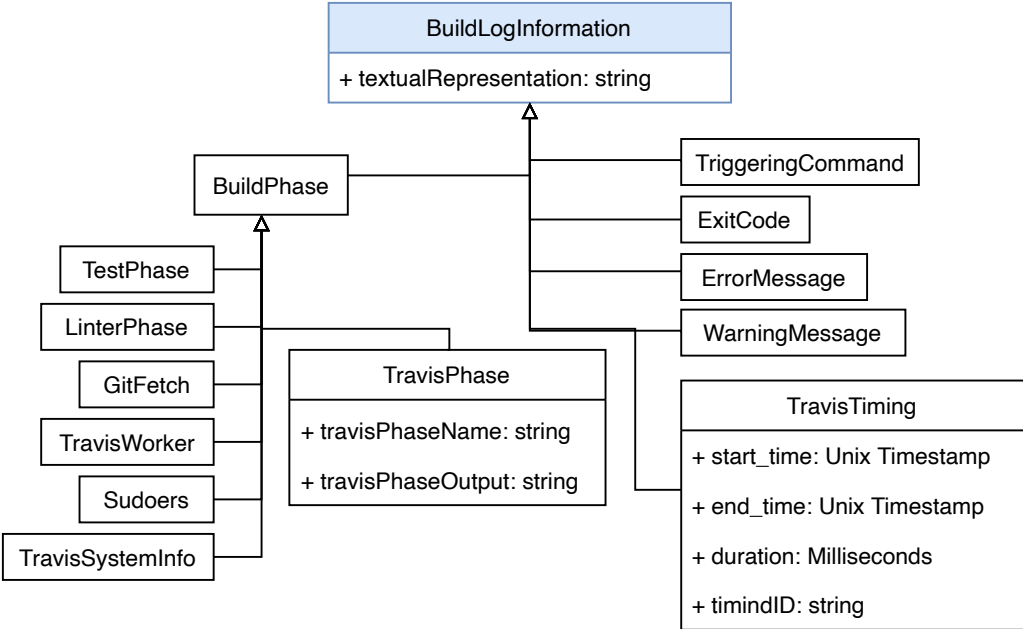 BuildLogInformation
+ textualRepresentation: string
BuildPhase
TriggeringCommand
ExitCode
ErrorMessage
WarningMessage
TestPhase
LinterPhase
GitFetch
TravisWorker
Sudoers
TravisSystemInfo
TravisPhase
+ travisPhaseName: string
+ travisPhaseOutput: string
TravisTiming
+ start_time: Unix Timestamp
+ end_time: Unix Timestamp
+ duration: Milliseconds
+ timindID: string